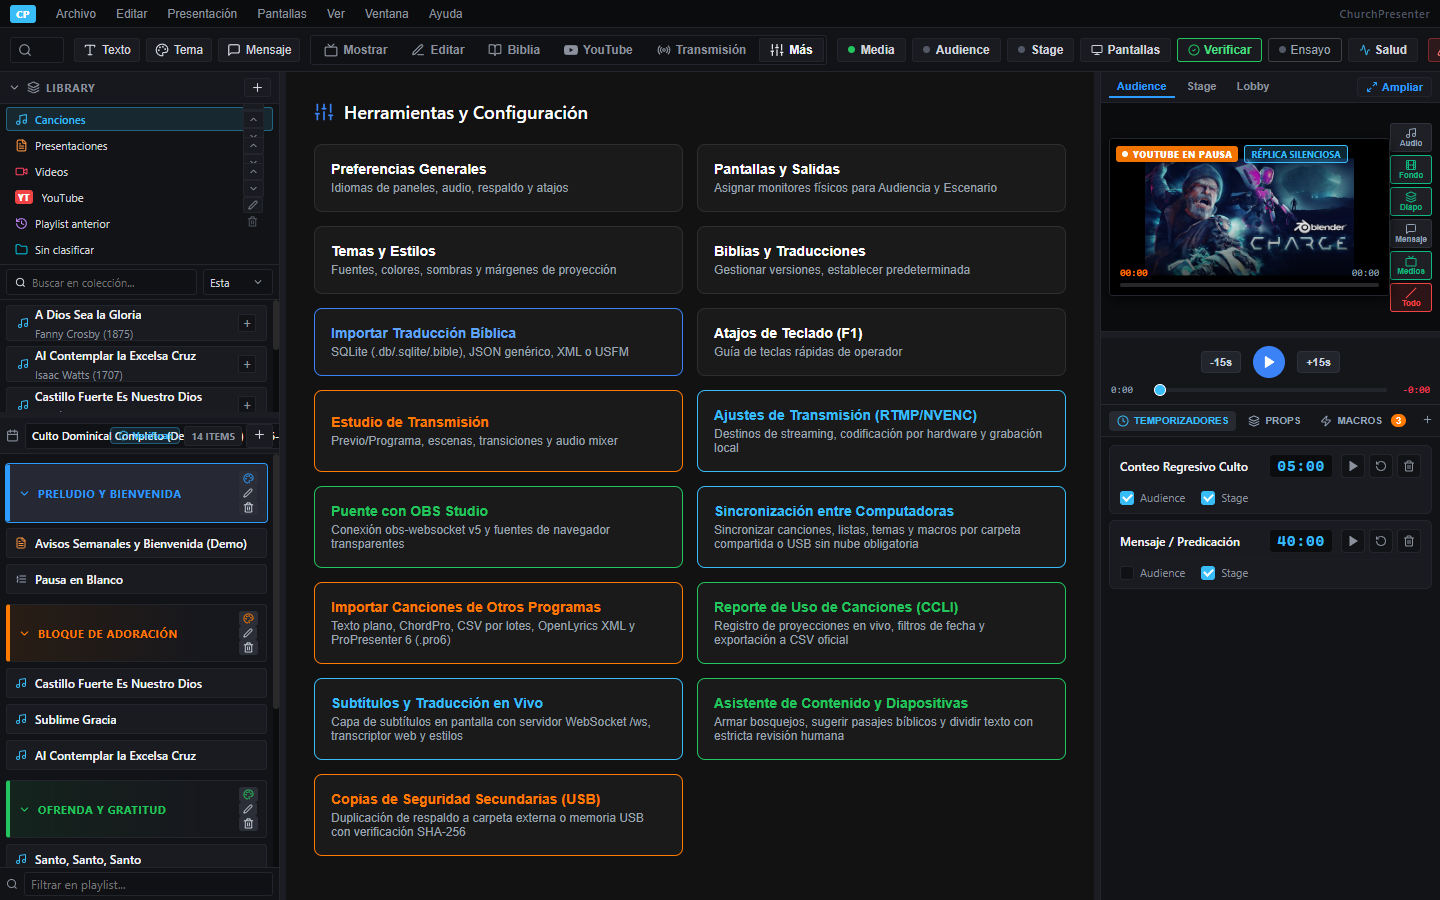 CP Archivo Editar Presentación Pantallas Ver Ventana Ayuda ChurchPresenter
Texto Tema Mensaje Mostrar Editar Biblia YouTube Transmisión Más Media Audience Stage Pantallas Verificar Ensayo Salud
LIBRARY
Canciones
Presentaciones
Videos
YT YouTube
Playlist anterior
Sin clasificar
Buscar en colección... Esta
A Dios Sea la Gloria
Fanny Crosby (1875)
Al Contemplar la Excelsa Cruz
Isaac Watts (1707)
Castillo Fuerte Es Nuestro Dios
Culto Dominical Completo (De 14 ITEMS
PRELUDIO Y BIENVENIDA
Avisos Semanales y Bienvenida (Demo)
Pausa en Blanco
BLOQUE DE ADORACIÓN
Castillo Fuerte Es Nuestro Dios
Sublime Gracia
Al Contemplar la Excelsa Cruz
OFRENDA Y GRATITUD
Santo, Santo, Santo
Filtrar en playlist...
Herramientas y Configuración
Preferencias Generales
Idiomas de paneles, audio, respaldo y atajos
Pantallas y Salidas
Asignar monitores físicos para Audiencia y Escenario
Temas y Estilos
Fuentes, colores, sombras y márgenes de proyección
Biblias y Traducciones
Gestionar versiones, establecer predeterminada
Importar Traducción Bíblica
SQLite (.db/.sqlite/.bible), JSON genérico, XML o USFM
Atajos de Teclado (F1)
Guía de teclas rápidas de operador
Estudio de Transmisión
Previo/Programa, escenas, transiciones y audio mixer
Ajustes de Transmisión (RTMP/NVENC)
Destinos de streaming, codificación por hardware y grabación
local
Puente con OBS Studio
Conexión obs-websocket v5 y fuentes de navegador
transparentes
Sincronización entre Computadoras
Sincronizar canciones, listas, temas y macros por carpeta
compartida o USB sin nube obligatoria
Importar Canciones de Otros Programas
Texto plano, ChordPro, CSV por lotes, OpenLyrics XML y
ProPresenter 6 (.pro6)
Reporte de Uso de Canciones (CCLI)
Registro de proyecciones en vivo, filtros de fecha y
exportación a CSV oficial
Subtítulos y Traducción en Vivo
Capa de subtítulos en pantalla con servidor WebSocket /ws,
transcriptor web y estilos
Asistente de Contenido y Diapositivas
Armar bosquejos, sugerir pasajes bíblicos y dividir texto con
estricta revisión humana
Copias de Seguridad Secundarias (USB)
Duplicación de respaldo a carpeta externa o memoria USB
con verificación SHA-256
Audience Stage Lobby Ampliar
YOUTUBE EN PAUSA RÉPLICA SILENCIOSA
blender
CHARGE
00:00 00:00
Audio
Fondo
Diapo
Mensaje
Medios
Todo
-15s +15s
0:00 -0:00
TEMPORIZADORES PROPS MACROS 3 +
Conteo Regresivo Culto 05:00
Audience Stage
Mensaje / Predicación 40:00
Audience Stage